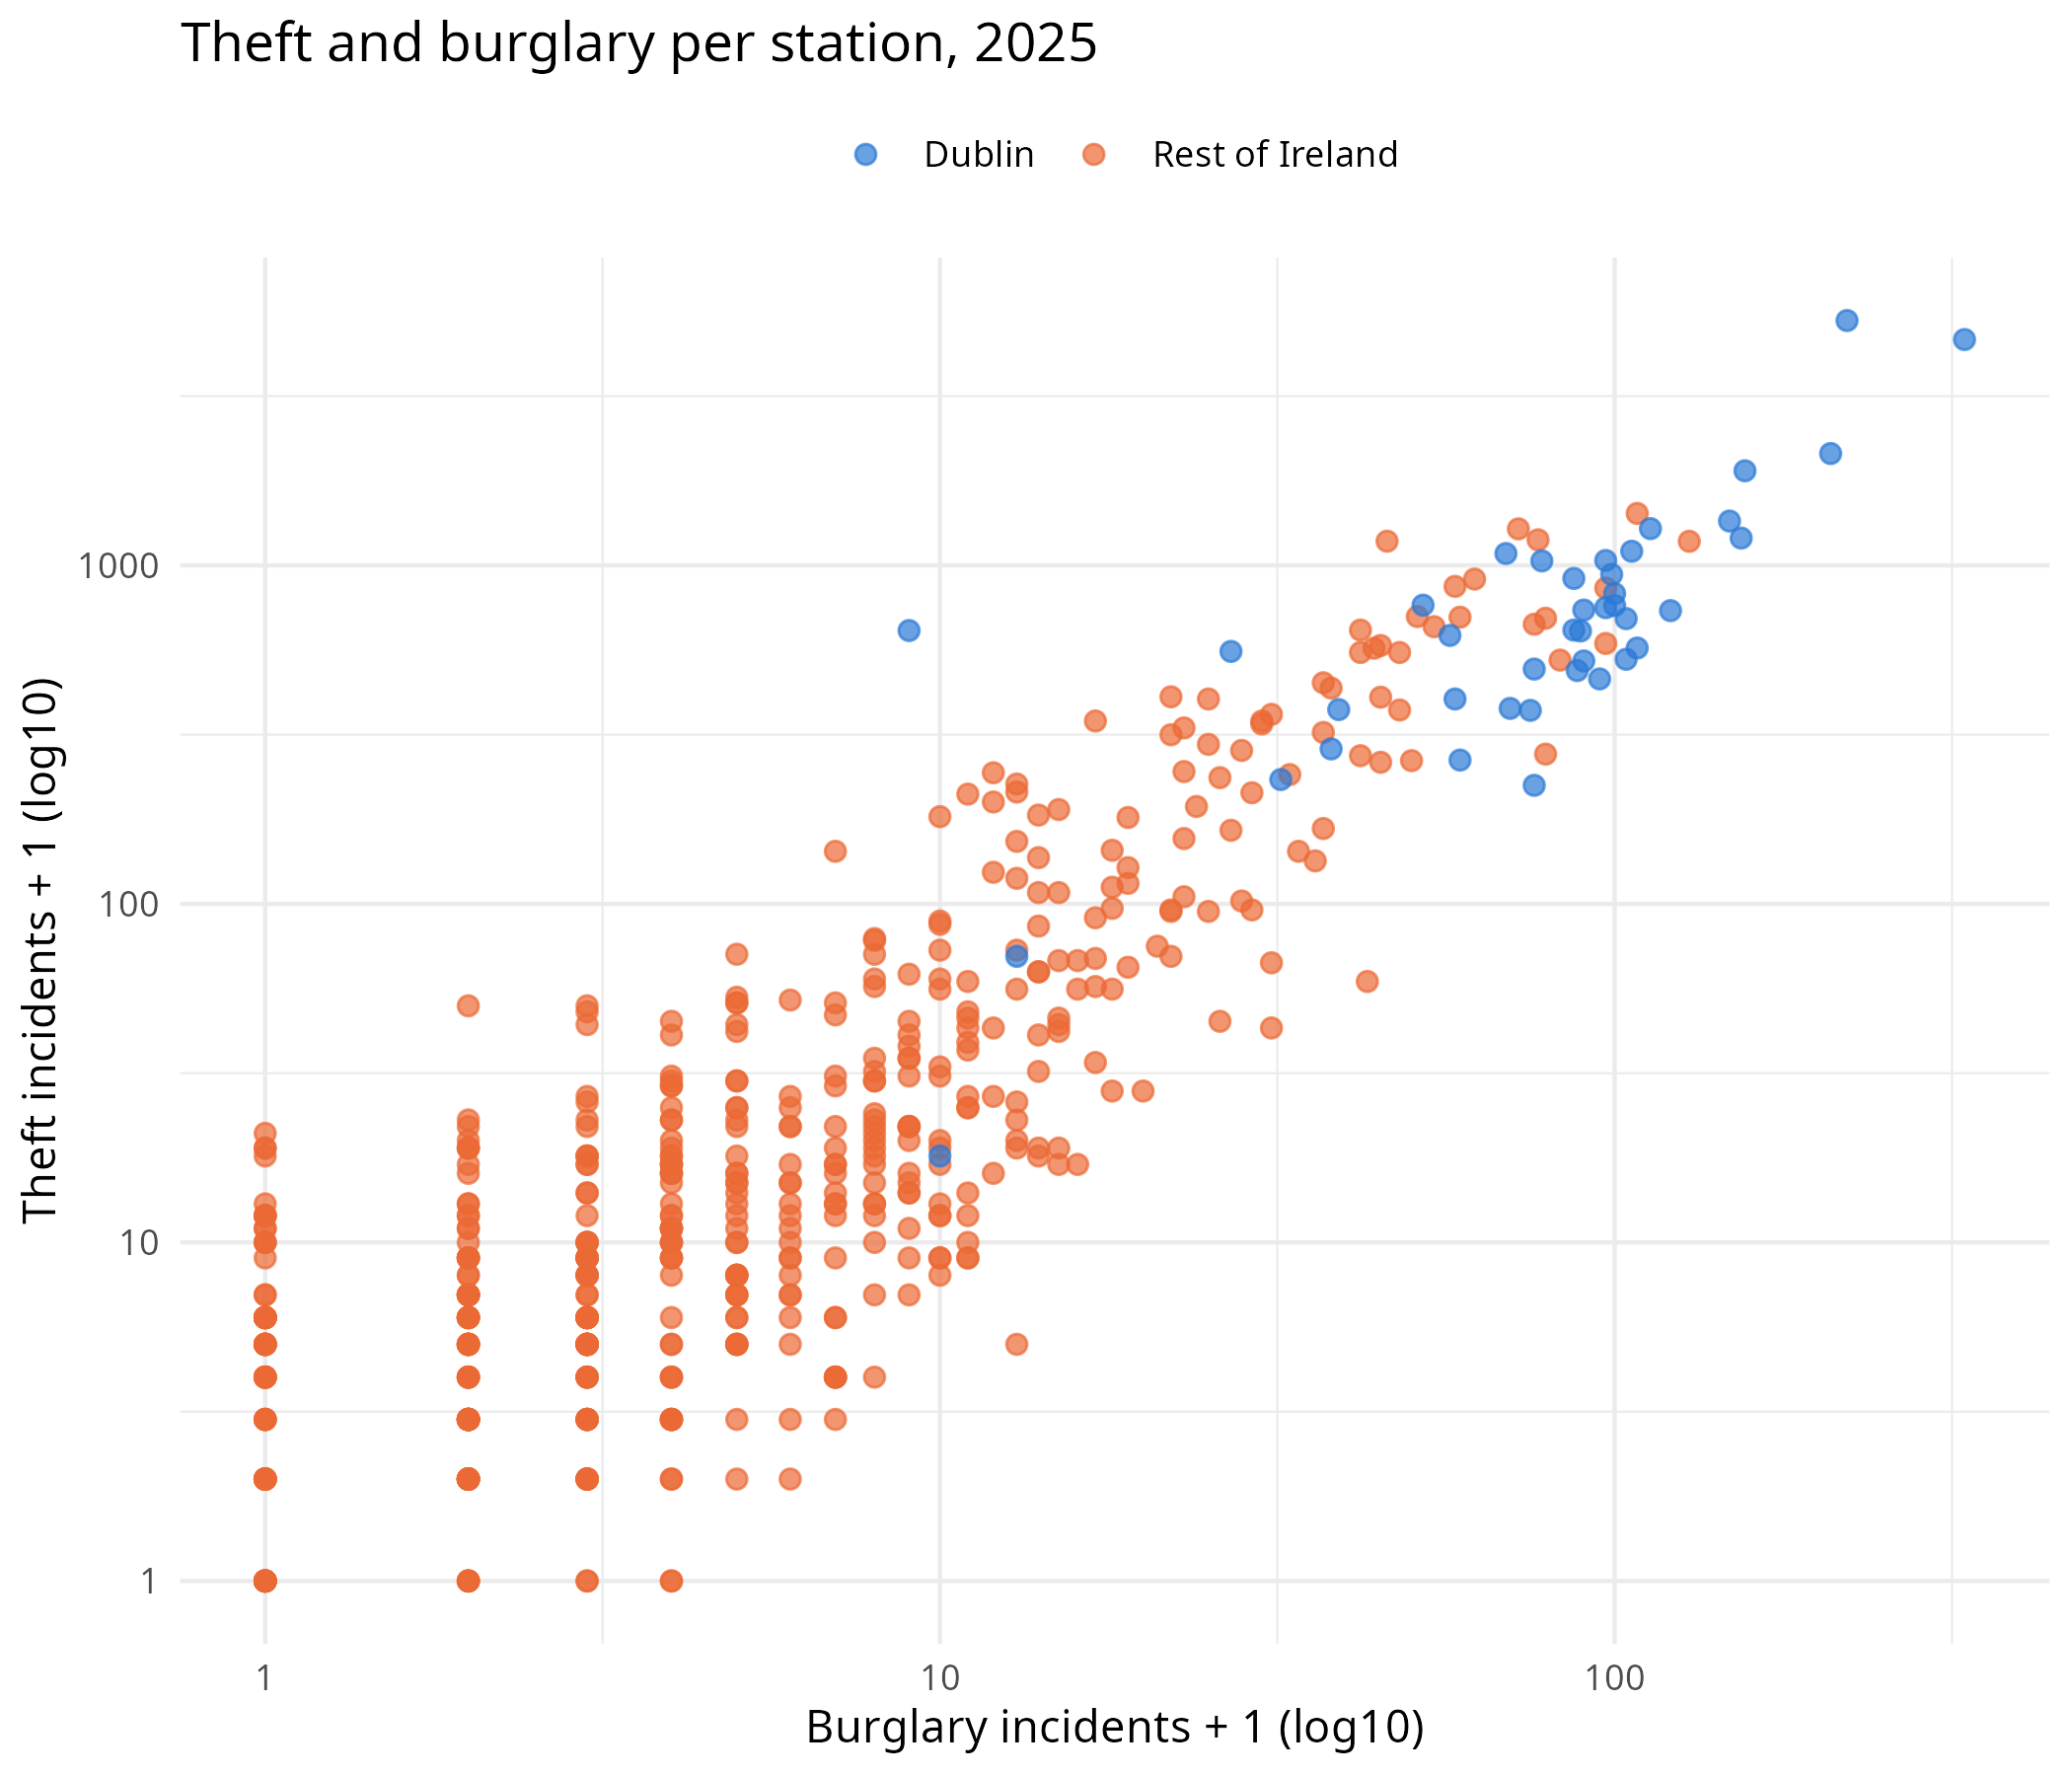 Theft and burglary per station, 2025
Dublin
Rest of Ireland
Theft incidents + 1 (log10)
1000
100
10
1
1
10
100
Burglary incidents + 1 (log10)